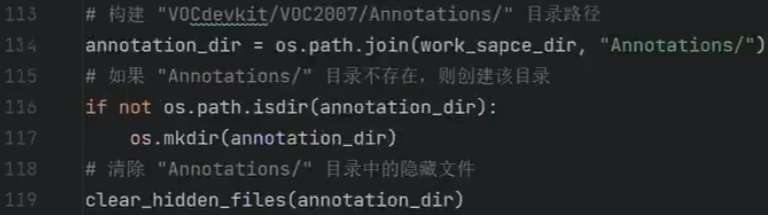 113 # 构建 "VOCdevkit/VOC2007/Annotations/" 目录路径
114 annotation_dir = os.path.join(work_sapce_dir, "Annotations/")
115 # 如果 "Annotations/" 目录不存在，则创建该目录
116 if not os.path.isdir(annotation_dir):
117 os.mkdir(annotation_dir)
118 # 清除 "Annotations/" 目录中的隐藏文件
119 clear_hidden_files(annotation_dir)